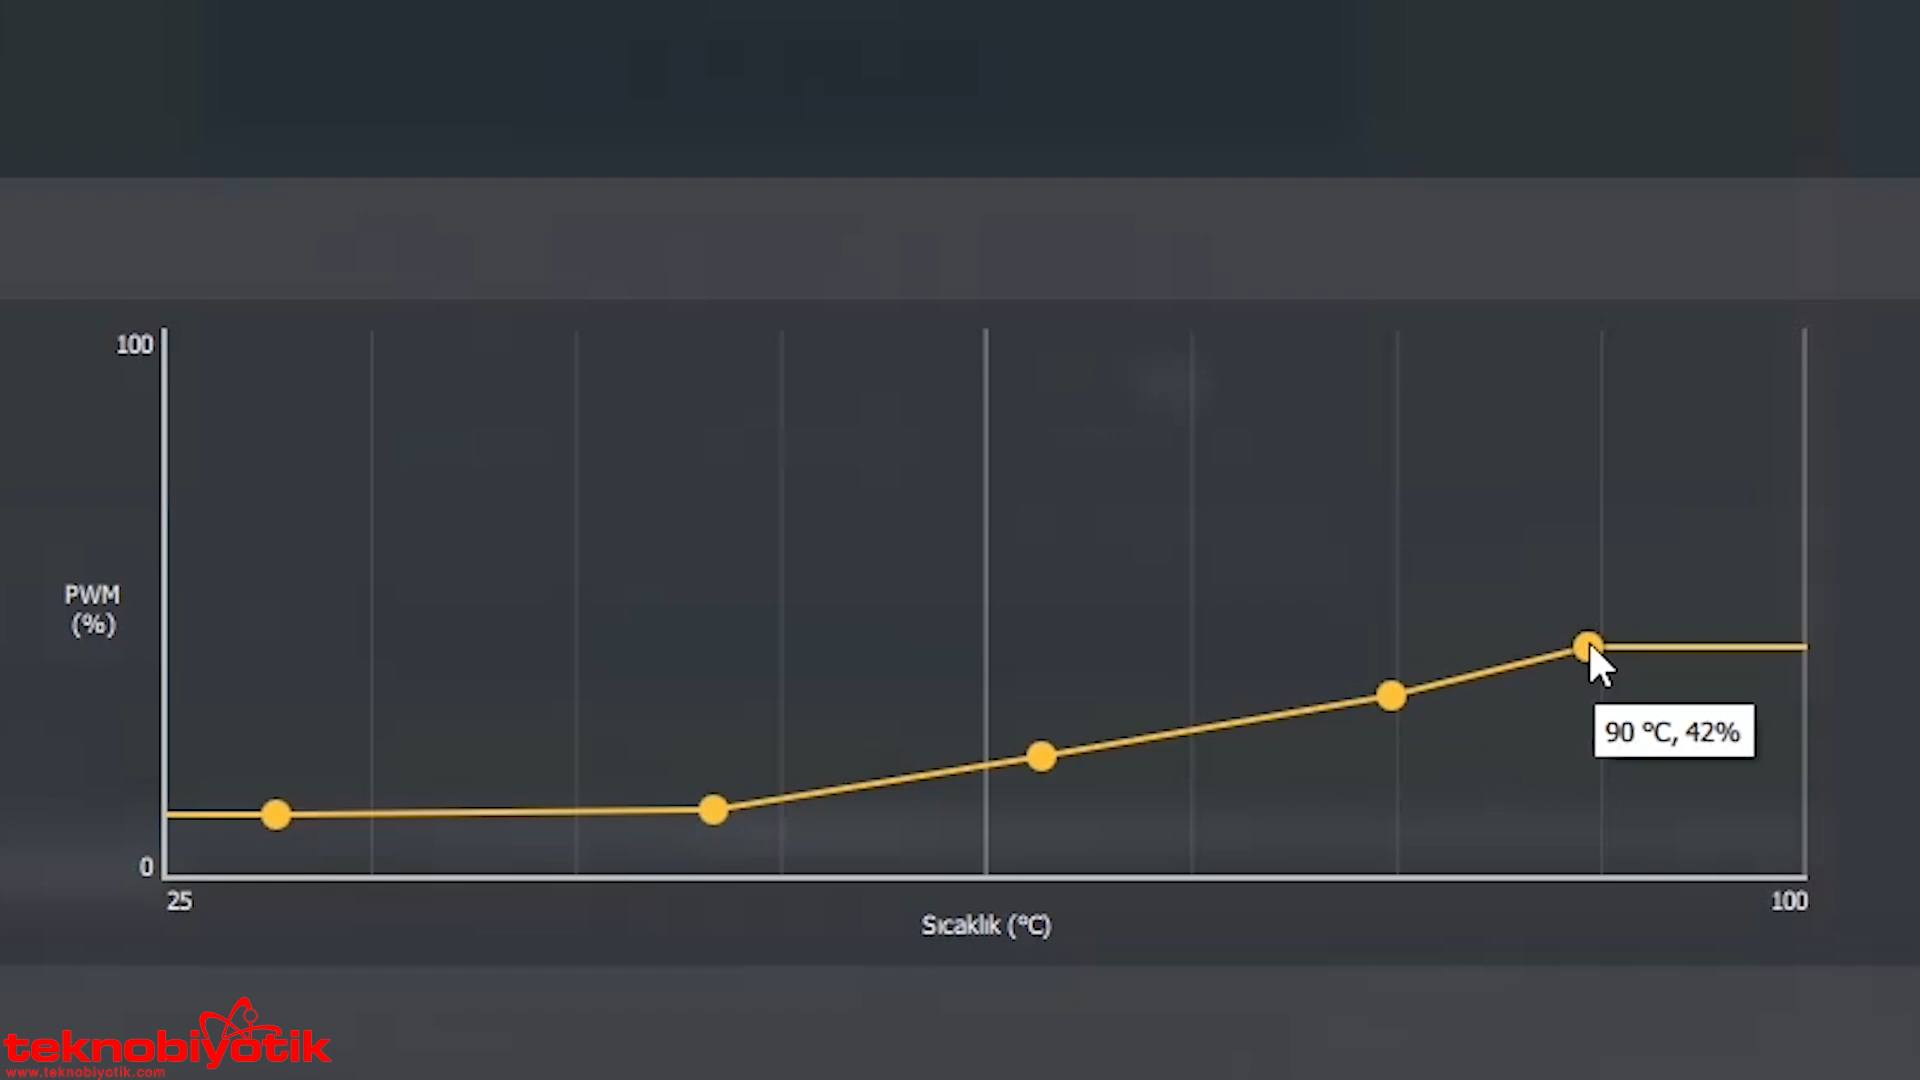 100
PWM
(%)
90 °C, 42%
0
25
100
Sıcaklık (°C)
teknobiyotik
www.teknobiyotik.com